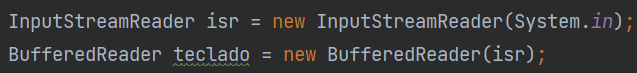 InputStreamReader isr = new InputStreamReader(System.in);
BufferedReader teclado = new BufferedReader(isr);